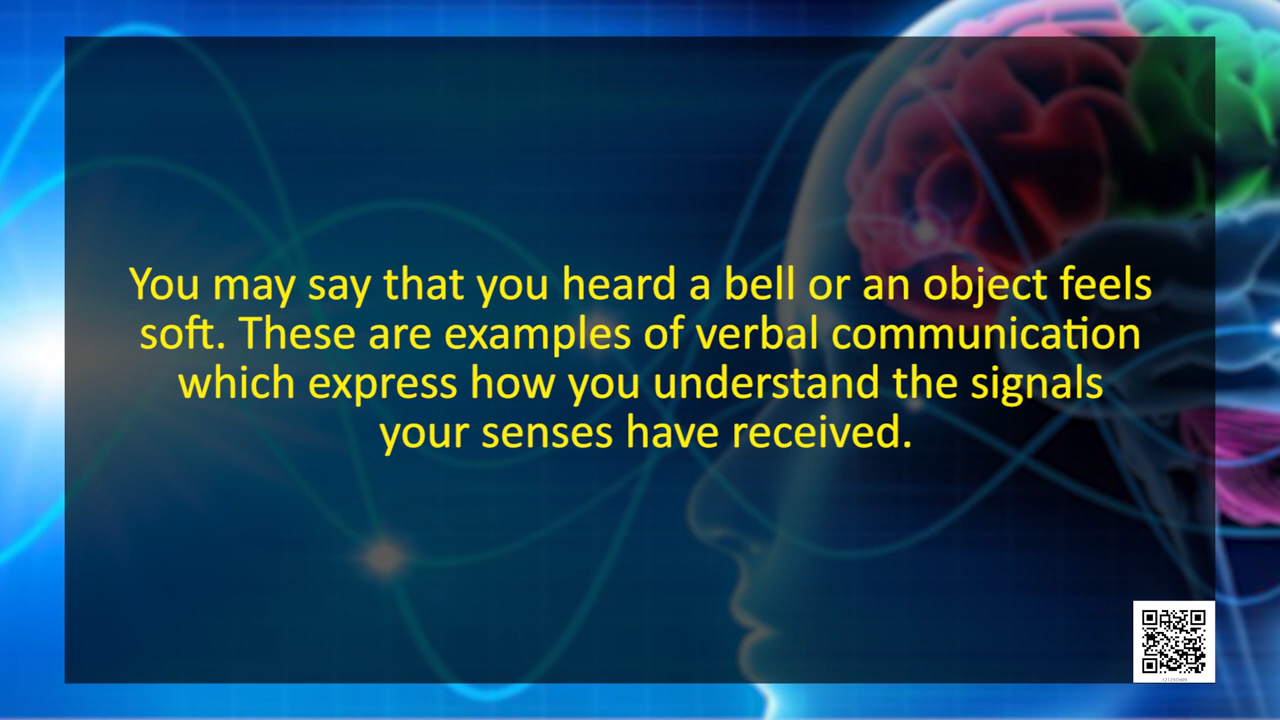 You may say that you heard a bell or an object feels
soft. These are examples of verbal communication
which express how you understand the signals
your senses have received.